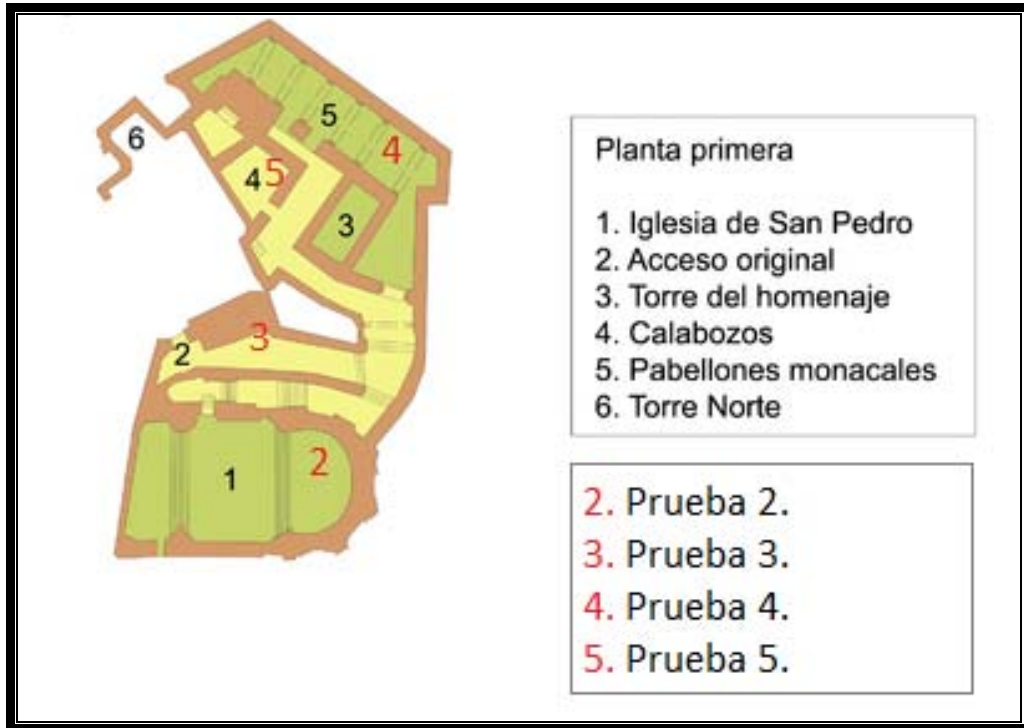 5
4
6
5
4
3
3
2
2
1
Planta primera
1. Iglesia de San Pedro
2. Acceso original
3. Torre del homenaje
4. Calabozos
5. Pabellones monacales
6. Torre Norte
2. Prueba 2.
3. Prueba 3.
4. Prueba 4.
5. Prueba 5.